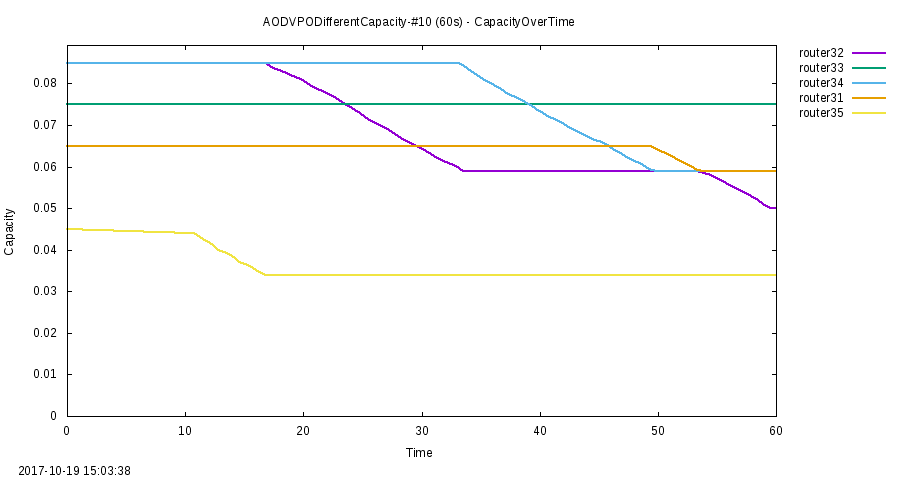 AODVPODifferentCapacity-#10 (60s) - CapacityOverTime
router32
router33
router34
router31
router35
0.08
0.07
0.06
0.05
0.04
0.03
0.02
0.01
0
Capacity
0 10 20 30 40 50 60
Time
2017-10-19 15:03:38